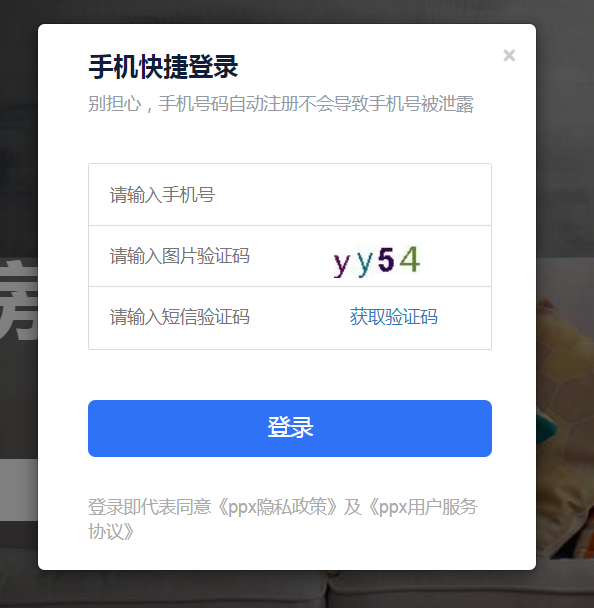 手机快捷登录
×
别担心，手机号码自动注册不会导致手机号被泄露
请输入手机号
请输入图片验证码 yy54
请输入短信验证码 获取验证码
登录
登录即代表同意《ppx隐私政策》及《ppx用户服务
协议》